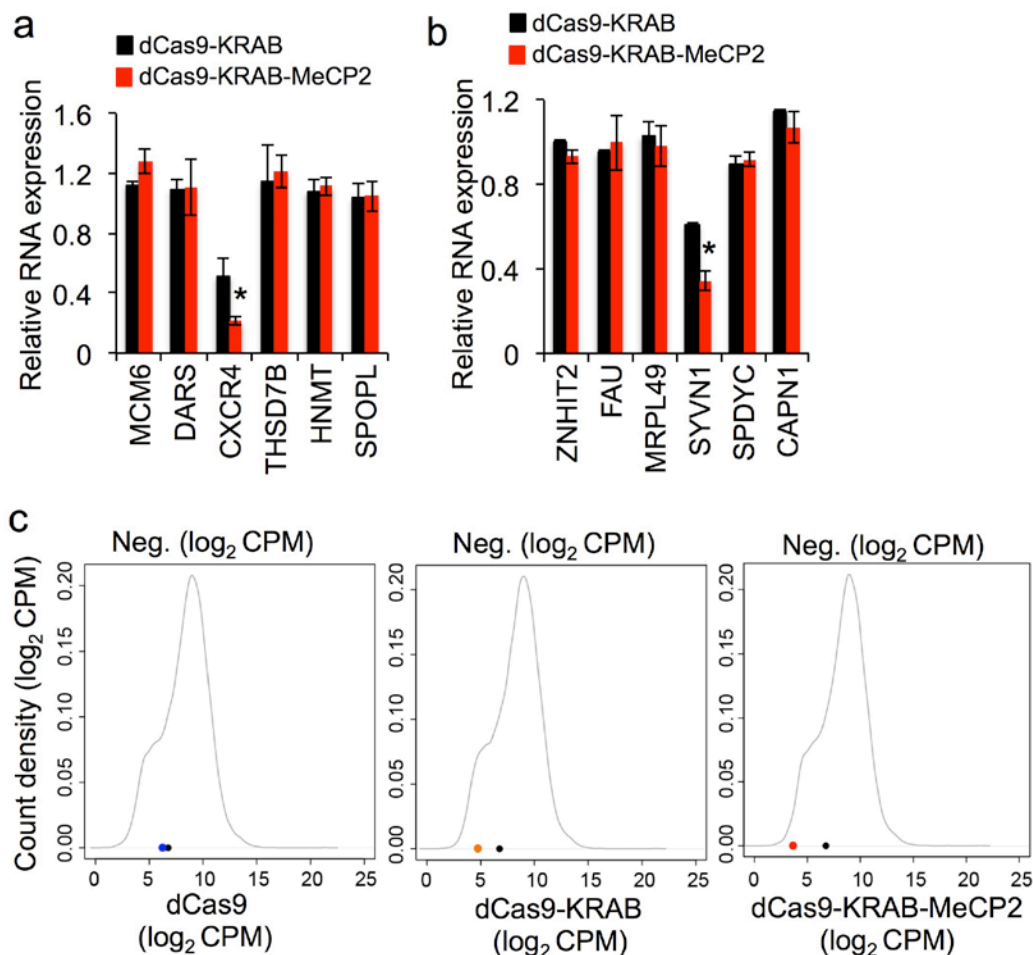 a
dCas9-KRAB
dCas9-KRAB-MeCP2
Relative RNA expression
1.6
1.2
0.8
0.4
0
MCM6
DARS
CXCR4
THSD7B
HNMT
SPOPL
*
b
dCas9-KRAB
dCas9-KRAB-MeCP2
Relative RNA expression
1.2
0.8
0.4
0
ZNHIT2
FAU
MRPL49
SYVN1
SPDYC
CAPN1
*
c
Count density (log₂ CPM)
Neg. (log₂ CPM)
0.20
0.15
0.10
0.05
0.00
0 5 10 15 20 25
dCas9
(log₂ CPM)
Neg. (log₂ CPM)
0.20
0.15
0.10
0.05
0.00
0 5 10 15 20 25
dCas9-KRAB
(log₂ CPM)
Neg. (log₂ CPM)
0.20
0.15
0.10
0.05
0.00
0 5 10 15 20 25
dCas9-KRAB-MeCP2
(log₂ CPM)